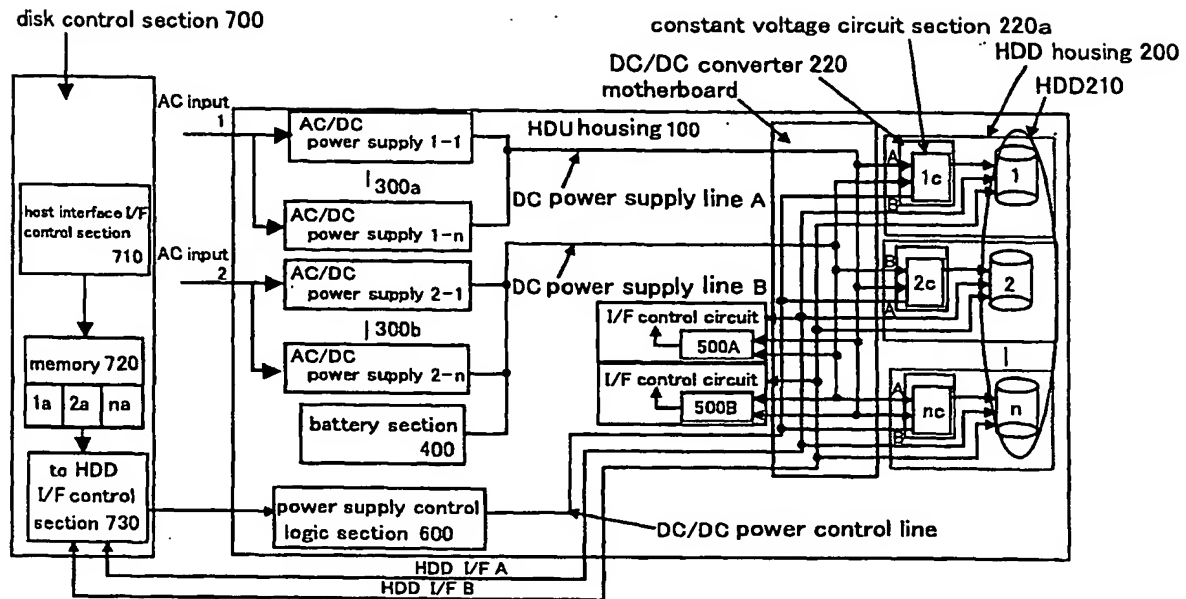 disk control section 700
constant voltage circuit section 220a
HDD housing 200
DC/DC converter 220
HDD210
motherboard
AC input
1
AC/DC
power supply 1-1
HDU housing 100
300a
DC power supply line A
AC/DC
power supply 1-n
host interface I/F
control section
710
AC input
2
AC/DC
power supply 2-1
DC power supply line B
300b
AC/DC
power supply 2-n
I/F control circuit
500A
I/F control circuit
500B
battery section
400
memory 720
1a 2a na
to HDD
I/F control
section 730
power supply control
logic section 600
DC/DC power control line
HDD I/F A
HDD I/F B
A
1c
B
1
B
2c
A
2
A
nc
B
n